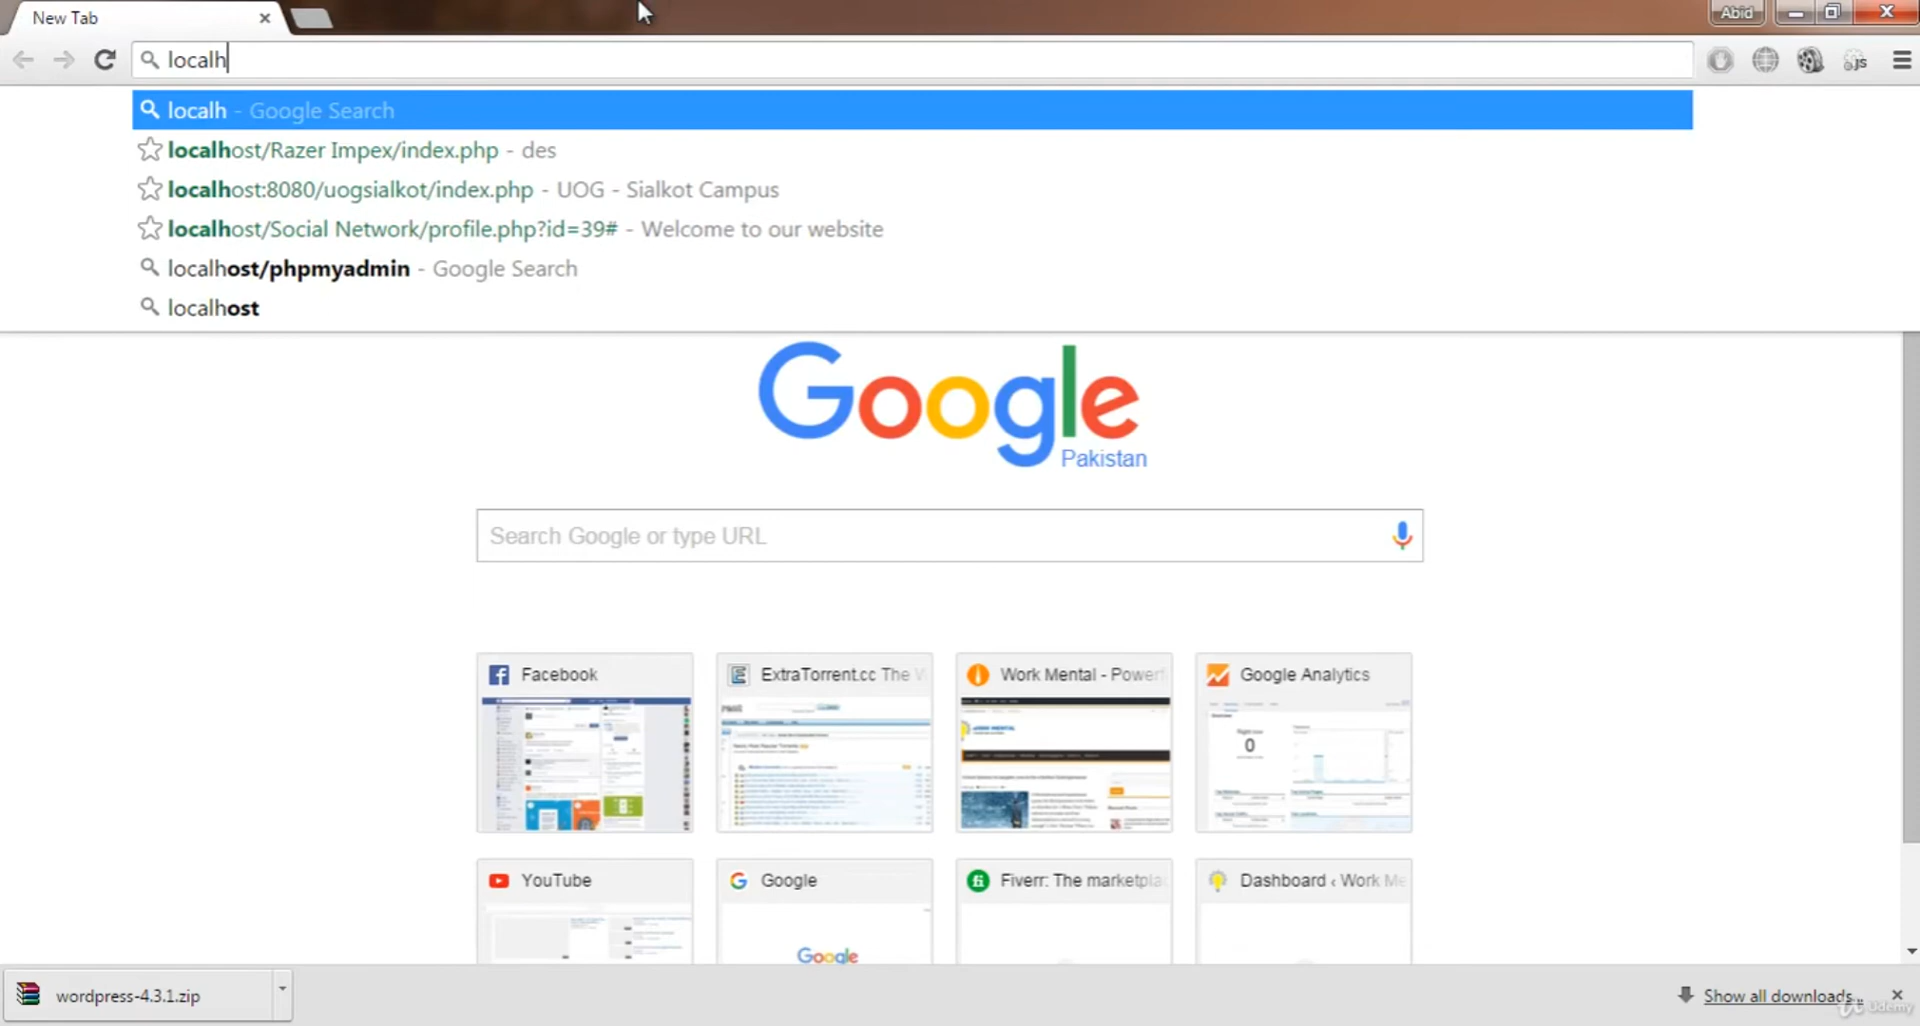 New Tab
Abid
localh
localh - Google Search
localhost/Razer Impex/index.php - des
localhost:8080/uogsialkot/index.php - UOG - Sialkot Campus
localhost/Social Network/profile.php?id=39# - Welcome to our website
localhost/phpmyadmin - Google Search
localhost
Google
Pakistan
Search Google or type URL
Facebook
ExtraTorrent.cc The
Work Mental - Powerf
Google Analytics
YouTube
Google
Fiverr: The marketpla
Dashboard ‹ Work Me
Google
wordpress-4.3.1.zip
Show all downloads...
Udemy